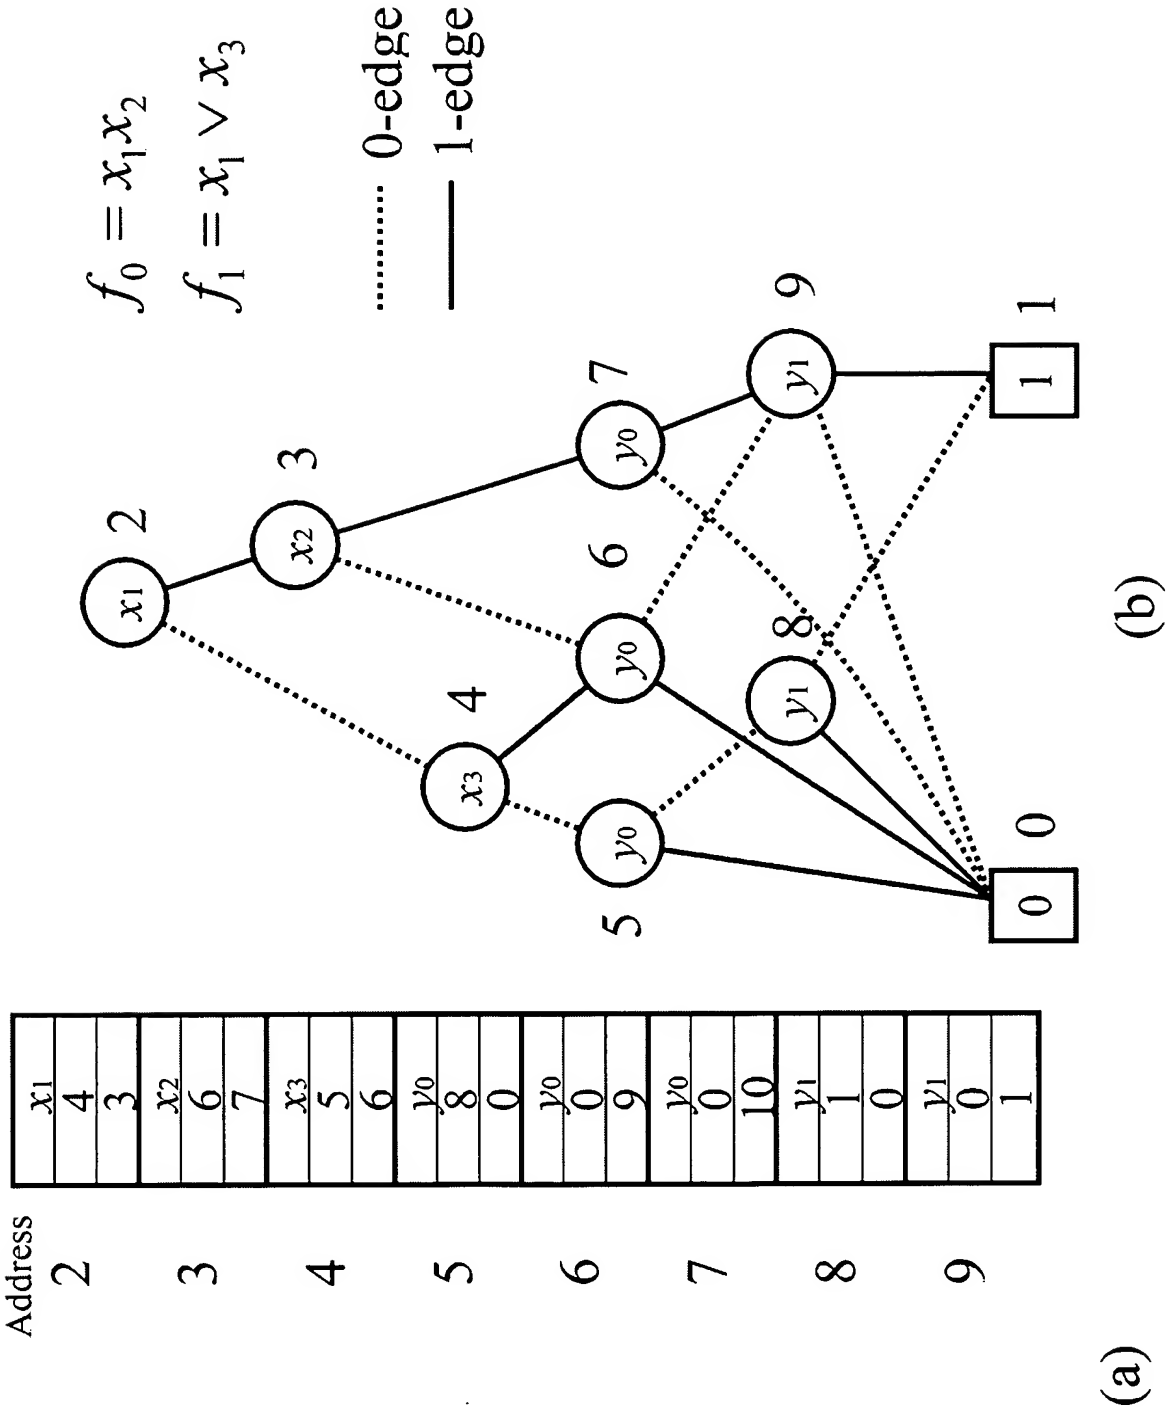 Address
2
x1
4
3
3
x2
6
7
4
x3
5
6
5
y0
8
0
6
y0
0
9
7
y0
0
10
8
y1
1
0
9
y1
0
1
(a)
f₀ = x₁x₂
f₁ = x₁ ∨ x₃
0-edge
1-edge
x1 2
x2 3
x3 4
5 y0
y0 6
y0 7
y1 8
y1 9
0 0
1 1
(b)